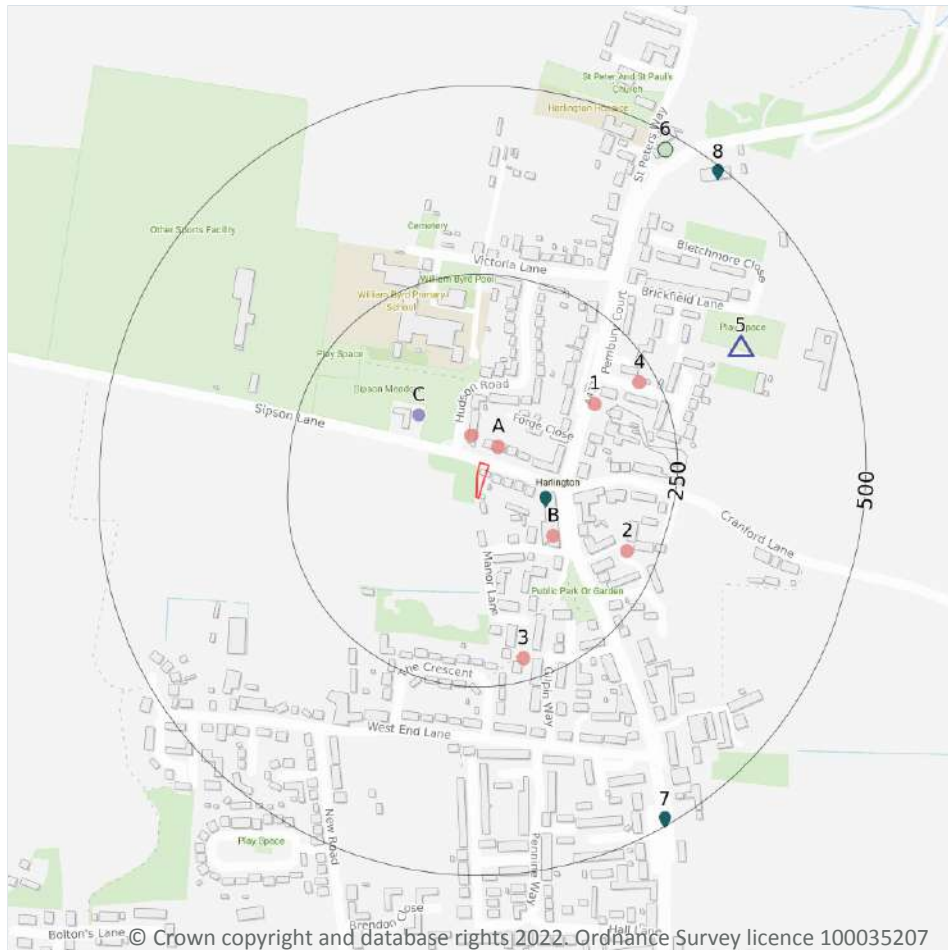 St Peter And St Paul's
Church
Harlington Hospice
6
St Peters Way
8
Other Sports Facility
Cemetery
Bletchmore Close
Victoria Lane
William Byrd Pool
Brickfield Lane
William Byrd Primary
School
Pembury Court
Play Space
5
Play Space
4
Sipson Meadow
C
Hudson Road
1
Sipson Lane
A
Forge Close
Harlington
250
500
B
2
Cranford Lane
Manor Lane
Public Park Or Garden
3
Crescent
Gilpin Way
West End Lane
7
New Road
Play Space
Pennine Way
Brendon Close
Bolton's Lane
Hall Lane
© Crown copyright and database rights 2022. Ordnance Survey licence 100035207